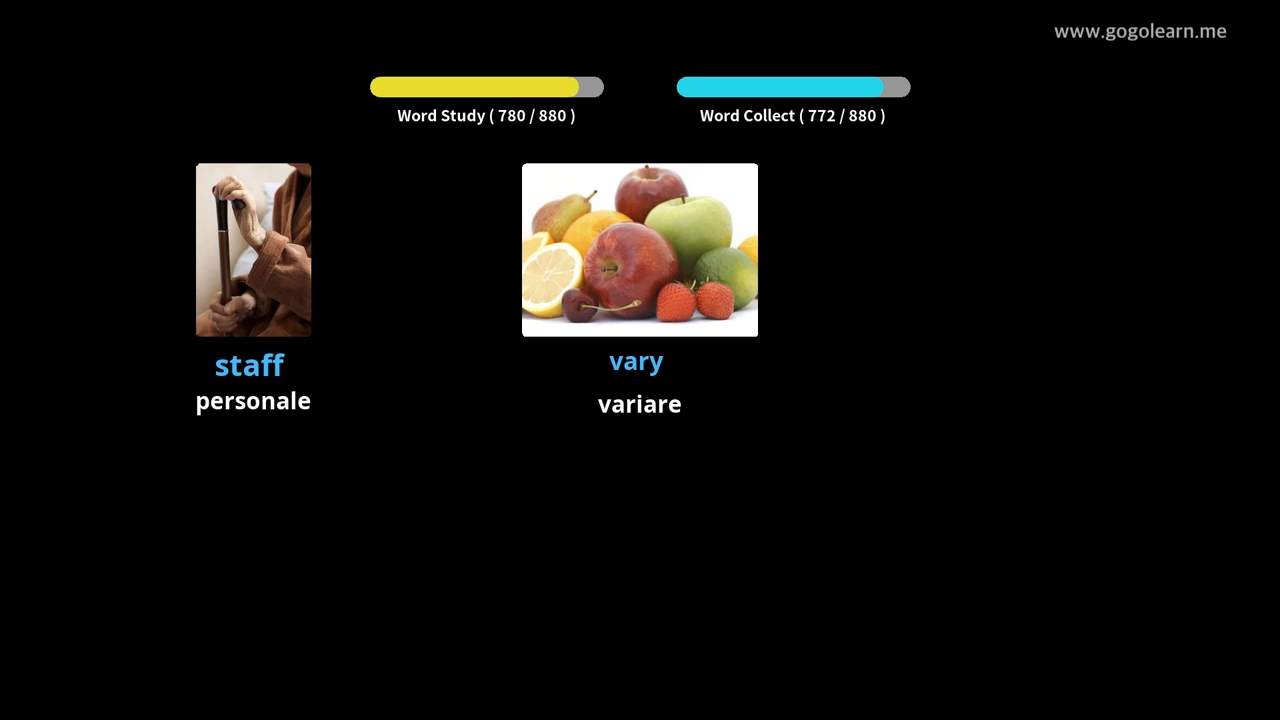 www.gogolearn.me
Word Study ( 780 / 880 )
Word Collect ( 772 / 880 )
staff
personale
vary
variare